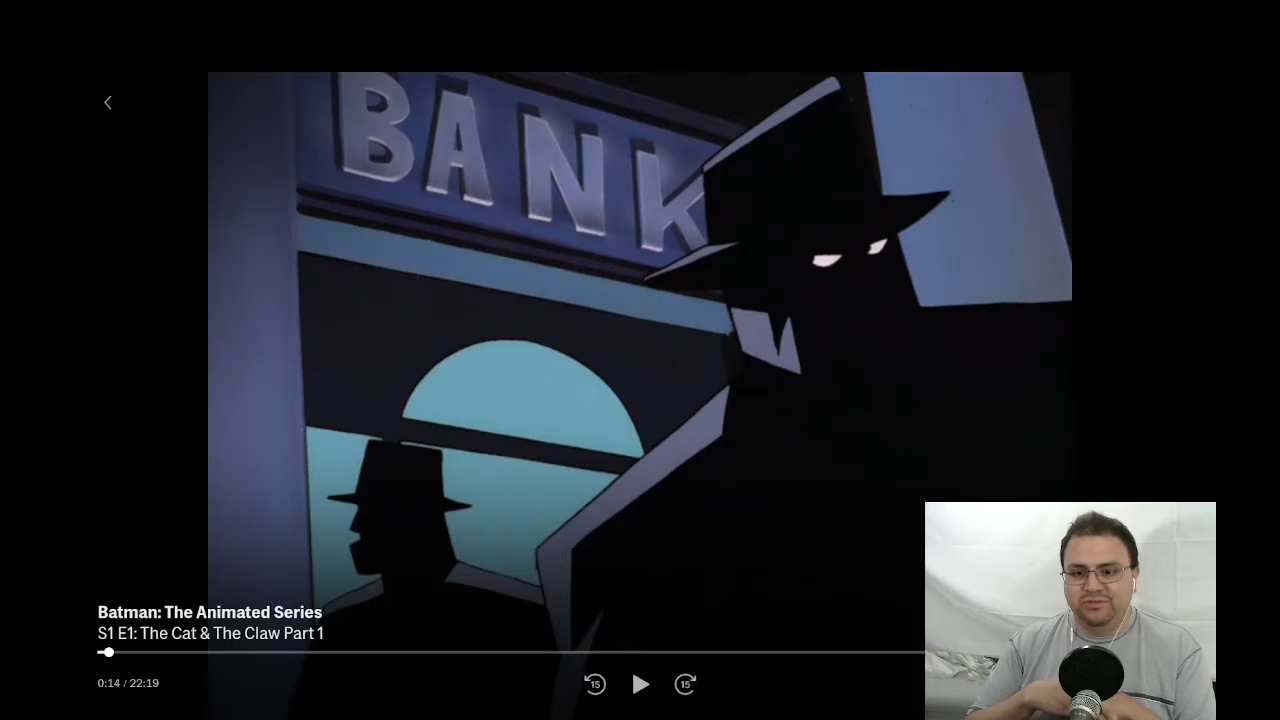 BANK
Batman: The Animated Series
S1 E1: The Cat & The Claw Part 1
0:14 / 22:19
15
15